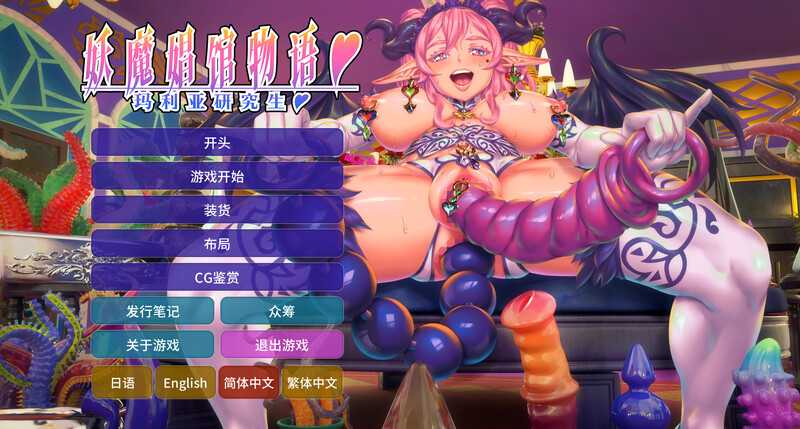 妖魔娼馆物语
玛利亚研究生
开头
游戏开始
装货
布局
CG鉴赏
发行笔记 众筹
关于游戏 退出游戏
日语 English 简体中文 繁体中文